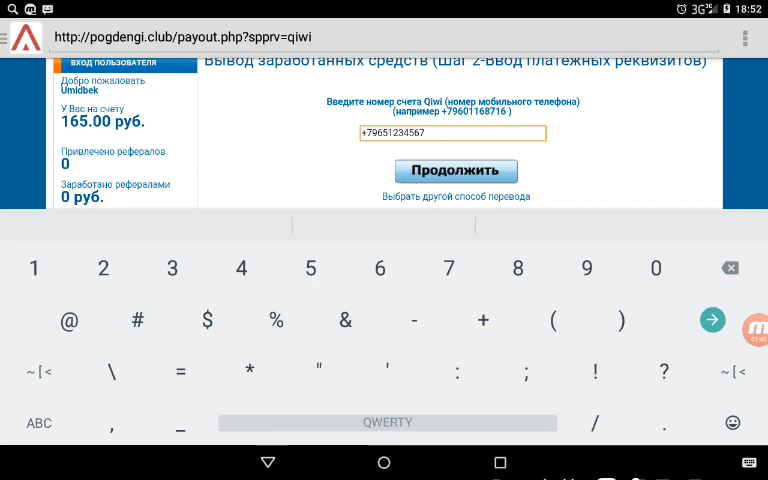 3G 3G 18:52
http://pogdengi.club/payout.php?spprv=qiwi
ВХОД ПОЛЬЗОВАТЕЛЯ
Добро пожаловать
Umidbek
У Вас на счету
165.00 руб.
Привлечено рефералов
0
Заработано рефералами
0 руб.
Вывод заработанных средств (Шаг 2-Ввод платежных реквизитов)
Введите номер счета Qiwi (номер мобильного телефона)
(например +79601168716 )
+79651234567
Продолжить
Выбрать другой способ перевода
1 2 3 4 5 6 7 8 9 0
@ # $ % & - + ( )
~ [ < \ = * " ' : ; ! ? ~ [ <
ABC , _ QWERTY / .